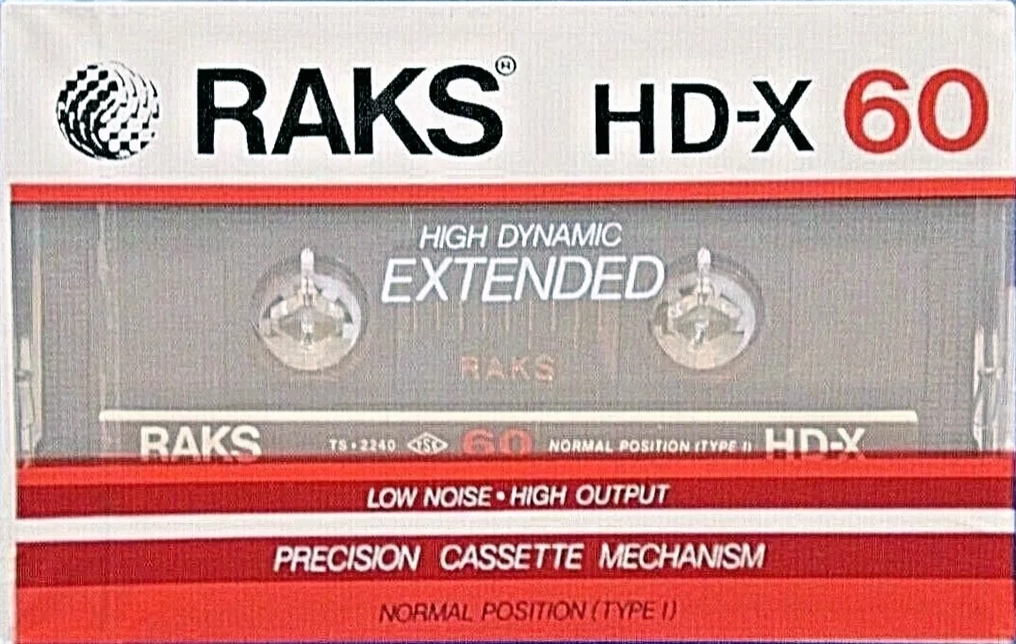 RAKS HD-X 60
HIGH DYNAMIC
EXTENDED
RAKS
RAKS TS•2240 TSE 60 NORMAL POSITION (TYPE I) HD-X
LOW NOISE•HIGH OUTPUT
PRECISION CASSETTE MECHANISM
NORMAL POSITION (TYPE I)